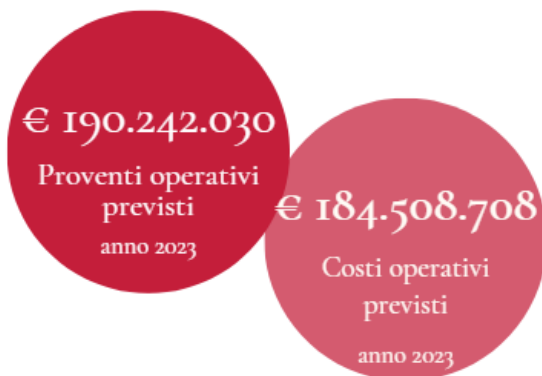 € 190.242.030
Proventi operativi
previsti
anno 2023
€ 184.508.708
Costi operativi
previsti
anno 2023